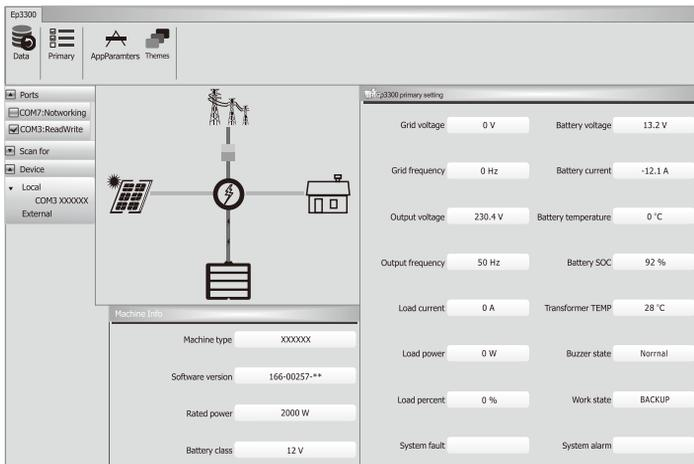 Ep3300
Data
Primary
AppParamters
Themes
Ports
COM7:Notworking
COM3:ReadWrite
Scan for
Device
Local
COM3 XXXXXX
External
Machine Info
Machine type XXXXXX
Software version 166-00257-**
Rated power 2000 W
Battery class 12 V
Ep3300 primary setting
Grid voltage 0 V Battery voltage 13.2 V
Grid frequency 0 Hz Battery current -12.1 A
Output voltage 230.4 V Battery temperature 0 °C
Output frequency 50 Hz Battery SOC 92 %
Load current 0 A Transformer TEMP 28 °C
Load power 0 W Buzzer state Norrnal
Load percent 0 % Work state BACKUP
System fault System alarm